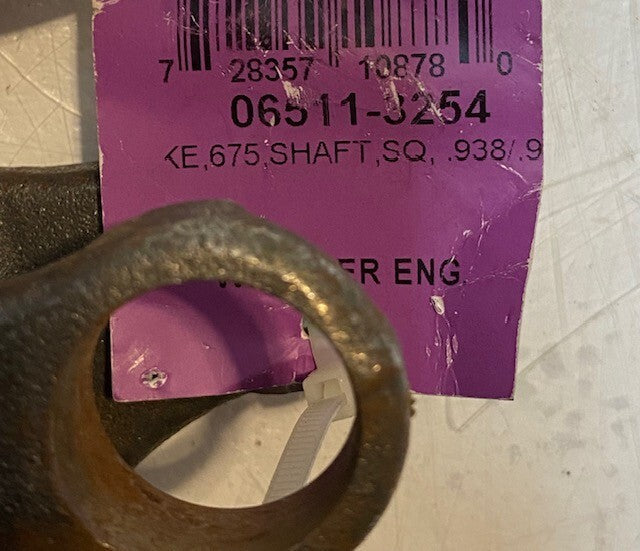 7 28357 10878 0
06511-3254
KE,675,SHAFT,SQ, .938/.9
ER ENG